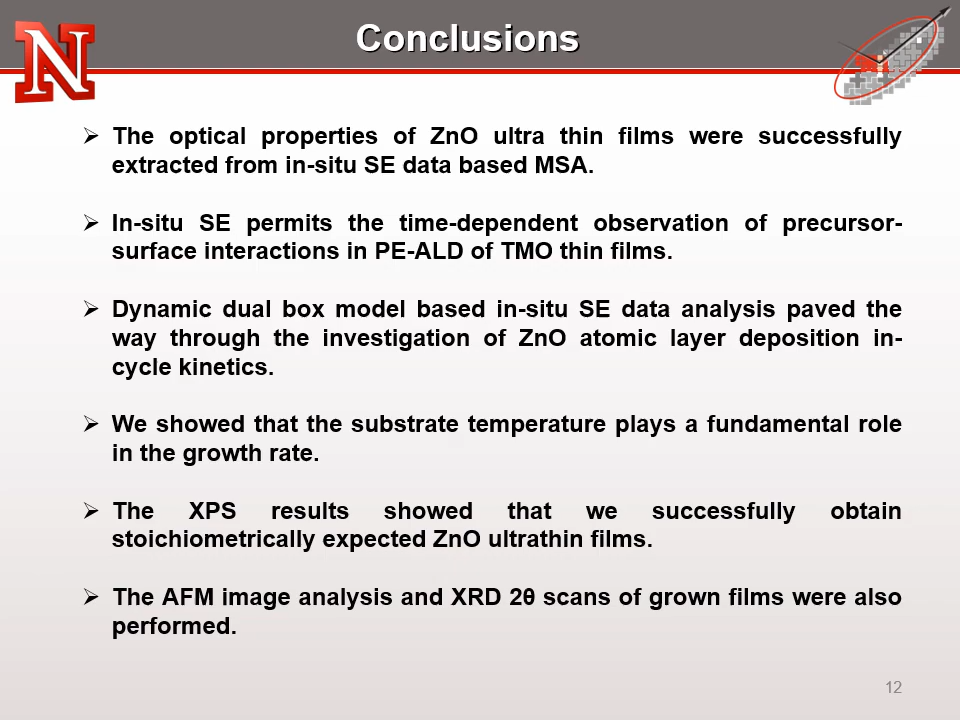 N
Conclusions
➢ The optical properties of ZnO ultra thin films were successfully
extracted from in-situ SE data based MSA.
➢ In-situ SE permits the time-dependent observation of precursor-
surface interactions in PE-ALD of TMO thin films.
➢ Dynamic dual box model based in-situ SE data analysis paved the
way through the investigation of ZnO atomic layer deposition in-
cycle kinetics.
➢ We showed that the substrate temperature plays a fundamental role
in the growth rate.
➢ The XPS results showed that we successfully obtain
stoichiometrically expected ZnO ultrathin films.
➢ The AFM image analysis and XRD 2θ scans of grown films were also
performed.
12